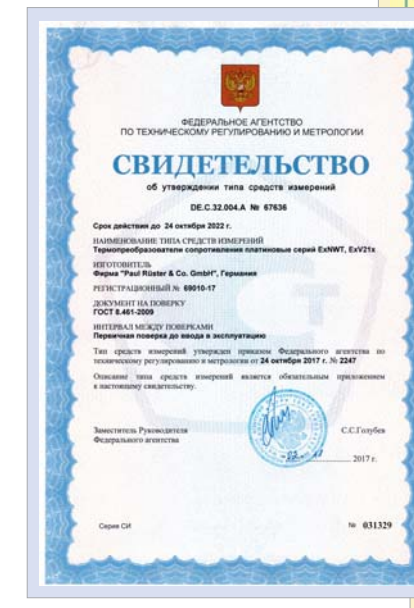 ФЕДЕРАЛЬНОЕ АГЕНТСТВО
ПО ТЕХНИЧЕСКОМУ РЕГУЛИРОВАНИЮ И МЕТРОЛОГИИ
СВИДЕТЕЛЬСТВО
об утверждении типа средств измерений
DE.C.32.004.A № 67636
Срок действия до 24 октября 2022 г.
НАИМЕНОВАНИЕ ТИПА СРЕДСТВ ИЗМЕРЕНИЙ
Термопреобразователи сопротивления платиновые серий ExNWT, ExV21x
ИЗГОТОВИТЕЛЬ
Фирма "Paul Rüster & Co. GmbH", Германия
РЕГИСТРАЦИОННЫЙ № 69010-17
ДОКУМЕНТ НА ПОВЕРКУ
ГОСТ 8.461-2009
ИНТЕРВАЛ МЕЖДУ ПОВЕРКАМИ
Первичная поверка до ввода в эксплуатацию
Тип средств измерений утвержден приказом Федерального агентства по
техническому регулированию и метрологии от 24 октября 2017 г. № 2247
Описание типа средств измерений является обязательным приложением
к настоящему свидетельству.
Заместитель Руководителя С.С.Голубев
Федерального агентства
2017 г.
Серия СИ № 031329